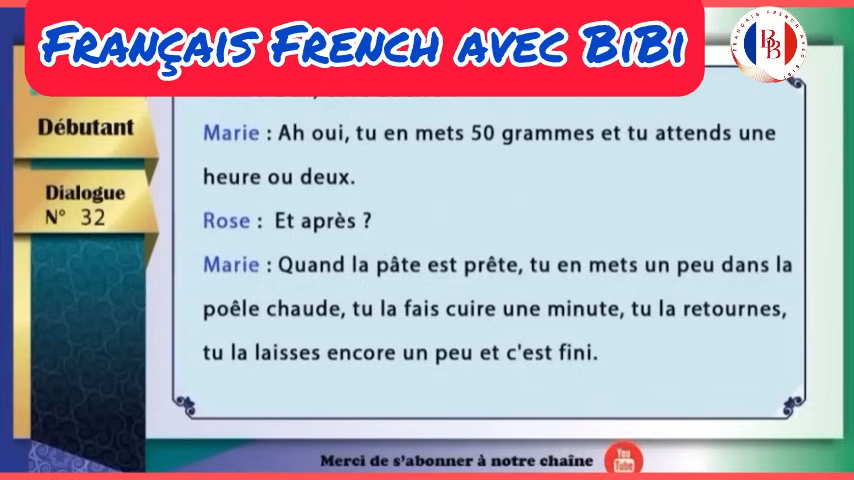 Français French avec BiBi
Débutant
Dialogue
N° 32
Marie : Ah oui, tu en mets 50 grammes et tu attends une
heure ou deux.
Rose : Et après ?
Marie : Quand la pâte est prête, tu en mets un peu dans la
poêle chaude, tu la fais cuire une minute, tu la retournes,
tu la laisses encore un peu et c'est fini.
Merci de s'abonner à notre chaîne
You
Tube